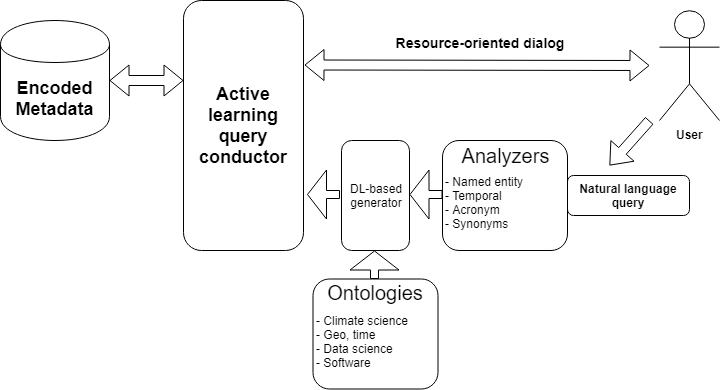 Resource-oriented dialog
Encoded
Metadata
Active
learning
query
conductor
User
Analyzers
- Named entity
- Temporal
- Acronym
- Synonyms
DL-based
generator
Natural language
query
Ontologies
- Climate science
- Geo, time
- Data science
- Software